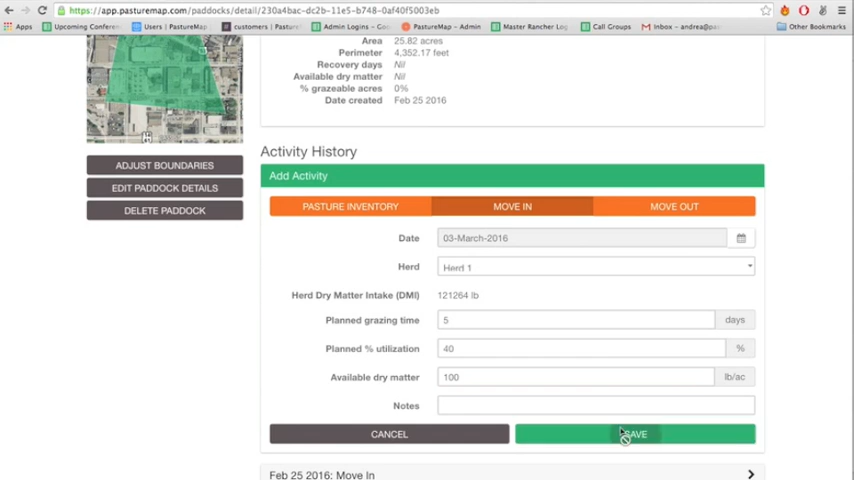 https://app.pasturemap.com/paddocks/detail/230a4bac-dc2b-11e5-b748-0af40f5003eb
Apps Upcoming Conferen Users | PastureMap customers | Pasture Admin Logins – Goo PastureMap – Admin Master Rancher Log Call Groups Inbox – andrea@pas Other Bookmarks
Area 25.82 acres
Perimeter 4,352.17 feet
Recovery days Nil
Available dry matter Nil
% grazeable acres 0%
Date created Feb 25 2016
ADJUST BOUNDARIES
EDIT PADDOCK DETAILS
DELETE PADDOCK
Activity History
Add Activity
PASTURE INVENTORY MOVE IN MOVE OUT
Date 03-March-2016
Herd Herd 1
Herd Dry Matter Intake (DMI) 121264 lb
Planned grazing time 5 days
Planned % utilization 40 %
Available dry matter 100 lb/ac
Notes
CANCEL SAVE
Feb 25 2016: Move In